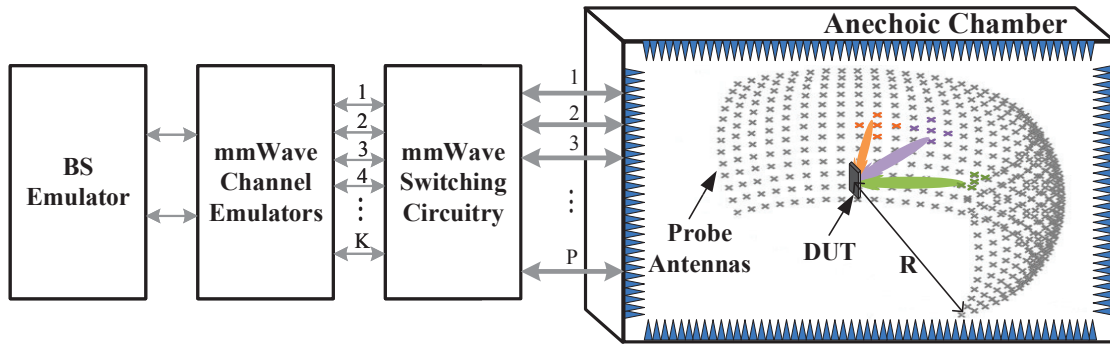 Anechoic Chamber
BS
Emulator
mmWave
Channel
Emulators
1
2
3
4
⋮
K
mmWave
Switching
Circuitry
1
2
3
⋮
P
Probe
Antennas
DUT
R